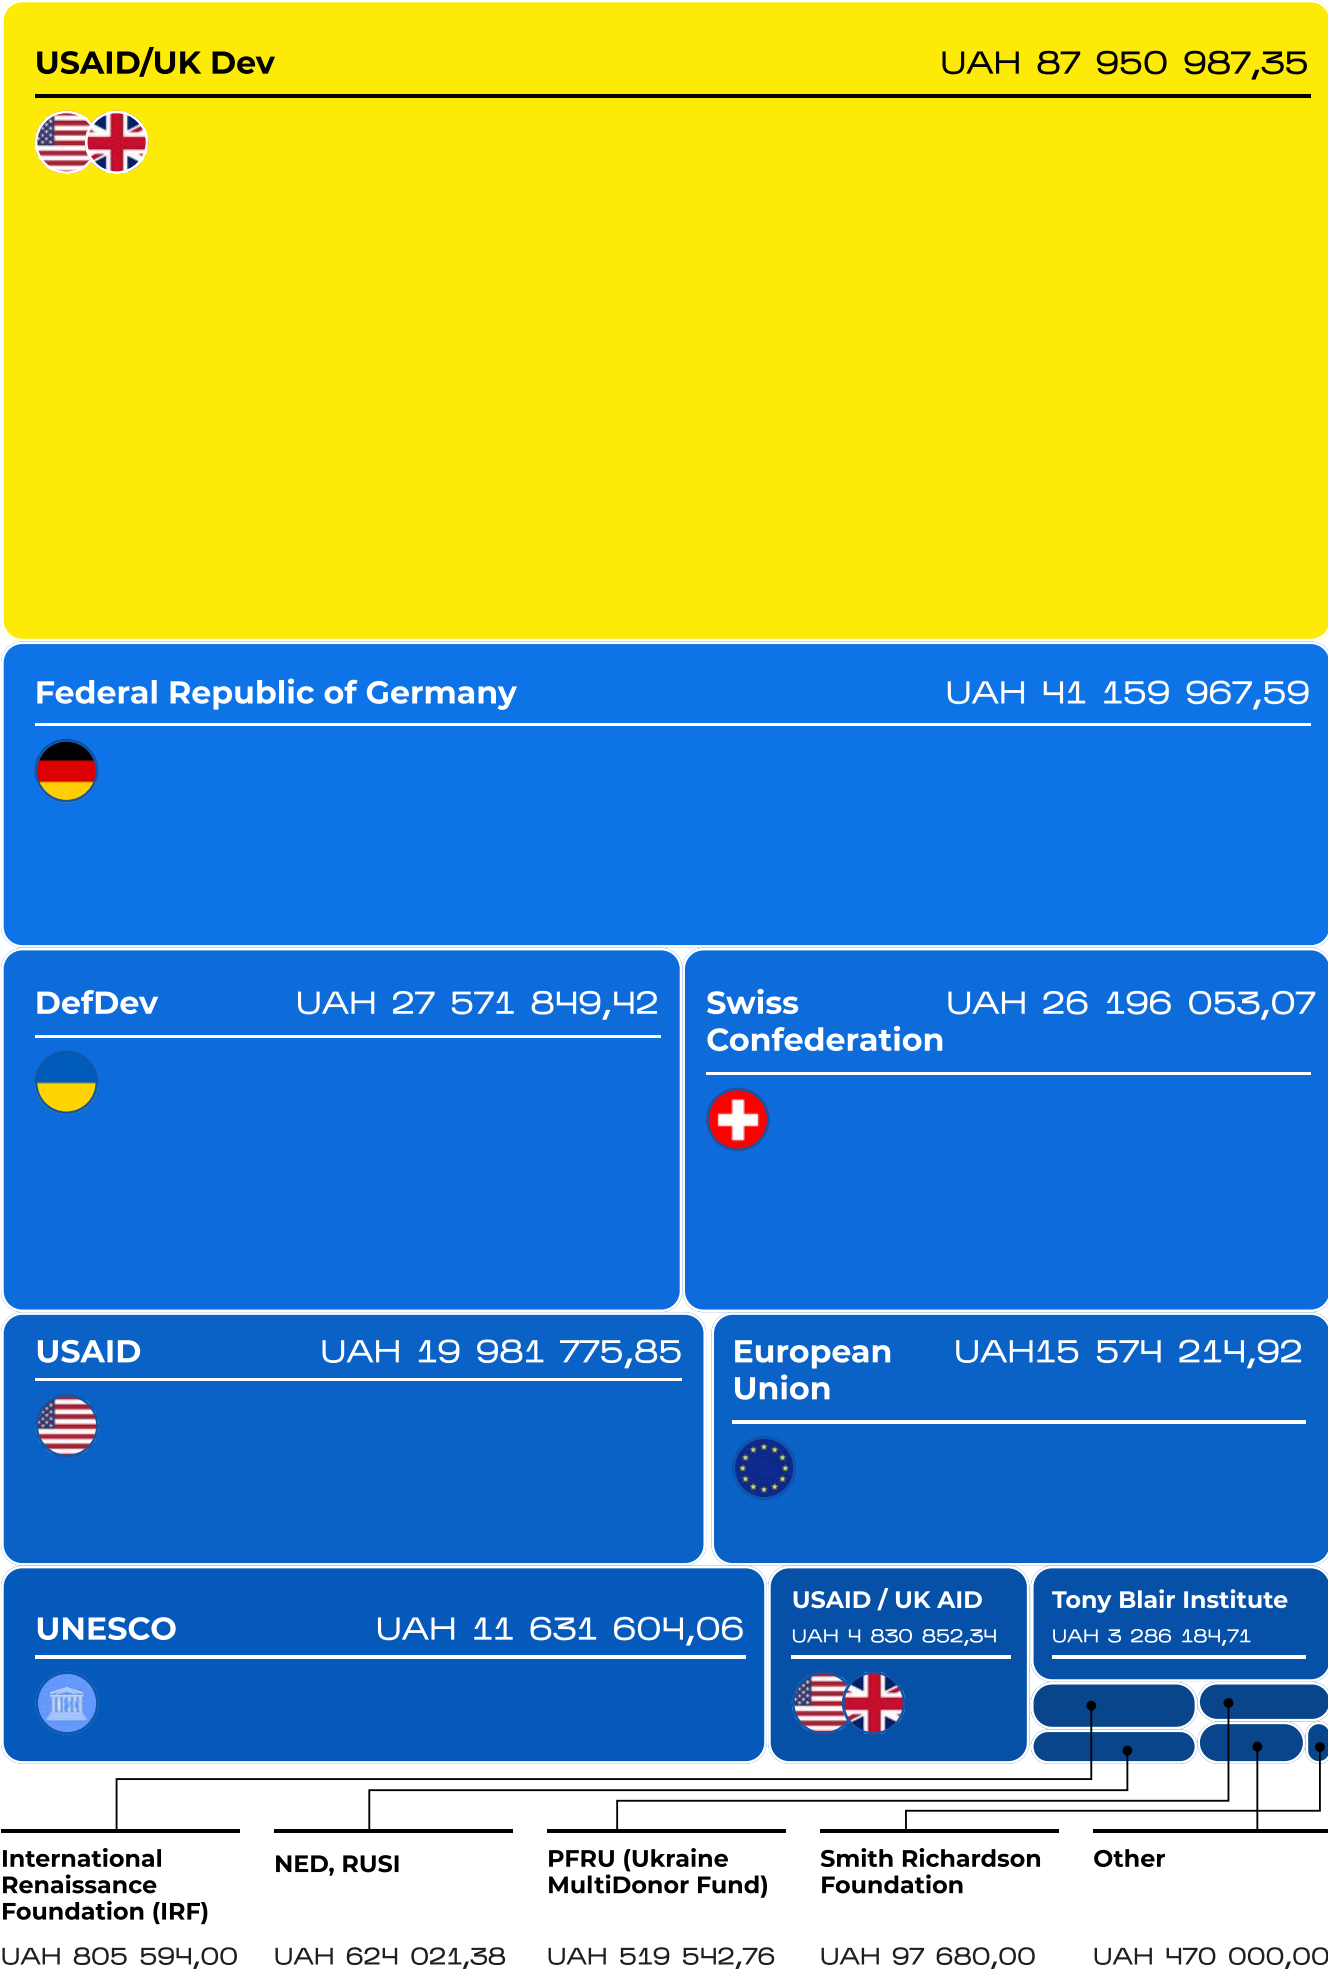 USAID/UK Dev UAH 87 950 987,35
Federal Republic of Germany UAH 41 159 967,59
DefDev UAH 27 571 849,42
Swiss UAH 26 196 053,07
Confederation
USAID UAH 19 981 775,85
European UAH15 574 214,92
Union
UNESCO UAH 11 631 604,06
USAID / UK AID
UAH 4 830 852,34
Tony Blair Institute
UAH 3 286 184,71
International
Renaissance
Foundation (IRF)
UAH 805 594,00
NED, RUSI
UAH 624 021,38
PFRU (Ukraine
MultiDonor Fund)
UAH 519 542,76
Smith Richardson
Foundation
UAH 97 680,00
Other
UAH 470 000,00